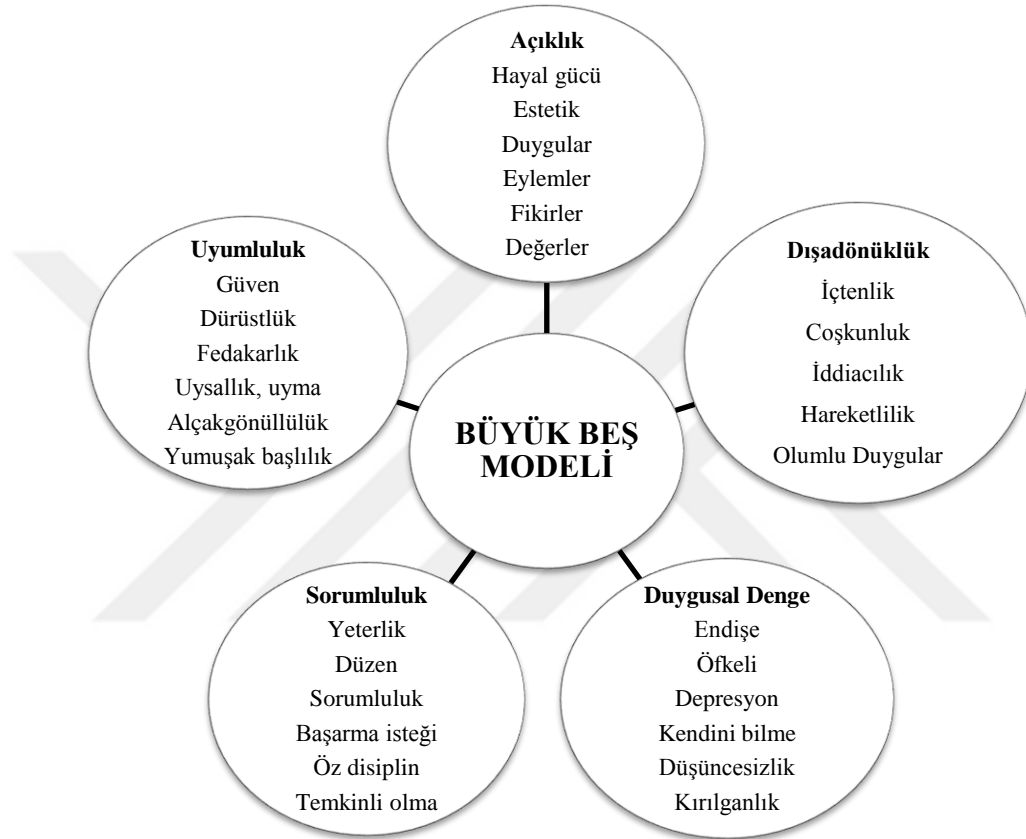 Açıklık
Hayal gücü
Estetik
Duygular
Eylemler
Fikirler
Değerler
Uyumluluk
Güven
Dürüstlük
Fedakarlık
Uysallık, uyma
Alçakgönüllülük
Yumuşak başlılık
Dışadönüklük
İçtenlik
Coşkunluk
İddiacılık
Hareketlilik
Olumlu Duygular
BÜYÜK BEŞ
MODELİ
Sorumluluk
Yeterlik
Düzen
Sorumluluk
Başarma isteği
Öz disiplin
Temkinli olma
Duygusal Denge
Endişe
Öfkeli
Depresyon
Kendini bilme
Düşüncesizlik
Kırılganlık